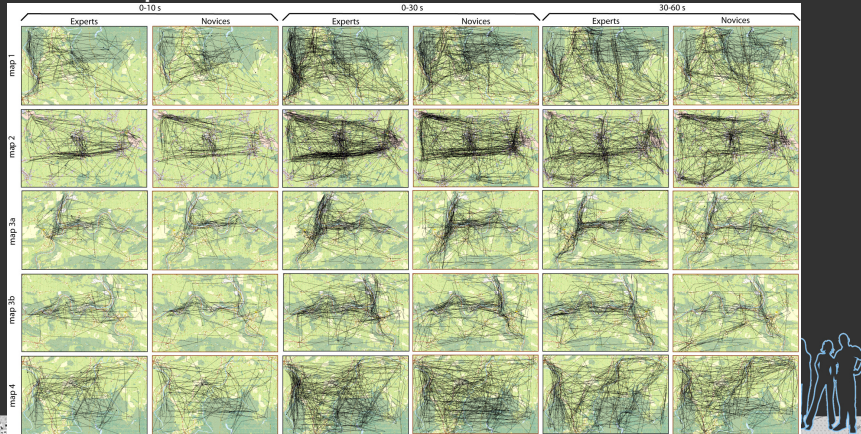 0-10 s 0-30 s 30-60 s
Experts Novices Experts Novices Experts Novices
map 1
map 2
map 3a
map 3b
map 4